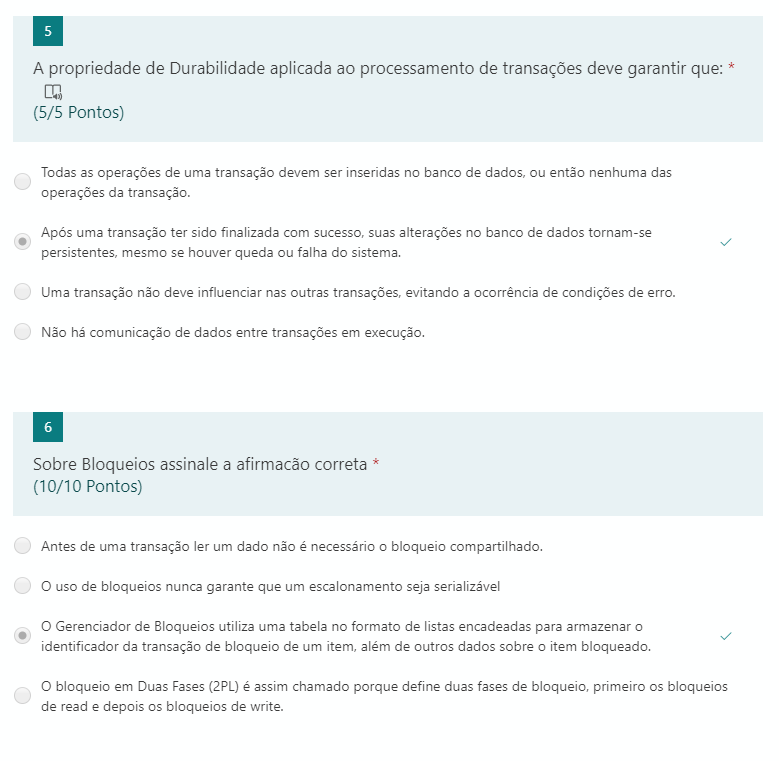 5
A propriedade de Durabilidade aplicada ao processamento de transações deve garantir que: *
(5/5 Pontos)
Todas as operações de uma transação devem ser inseridas no banco de dados, ou então nenhuma das
operações da transação.
Após uma transação ter sido finalizada com sucesso, suas alterações no banco de dados tornam-se
persistentes, mesmo se houver queda ou falha do sistema.
Uma transação não deve influenciar nas outras transações, evitando a ocorrência de condições de erro.
Não há comunicação de dados entre transações em execução.
6
Sobre Bloqueios assinale a afirmacão correta *
(10/10 Pontos)
Antes de uma transação ler um dado não é necessário o bloqueio compartilhado.
O uso de bloqueios nunca garante que um escalonamento seja serializável
O Gerenciador de Bloqueios utiliza uma tabela no formato de listas encadeadas para armazenar o
identificador da transação de bloqueio de um item, além de outros dados sobre o item bloqueado.
O bloqueio em Duas Fases (2PL) é assim chamado porque define duas fases de bloqueio, primeiro os bloqueios
de read e depois os bloqueios de write.